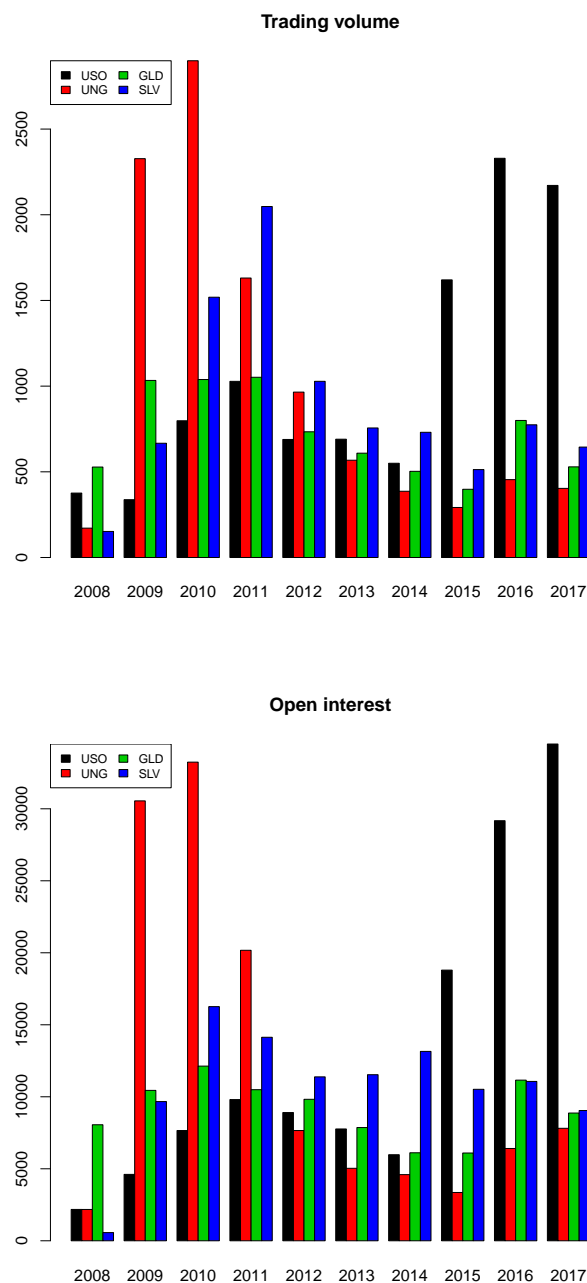 Trading volume
USO GLD
UNG SLV
2500
2000
1500
1000
500
0
2008 2009 2010 2011 2012 2013 2014 2015 2016 2017
Open interest
USO GLD
UNG SLV
30000
25000
20000
15000
10000
5000
0
2008 2009 2010 2011 2012 2013 2014 2015 2016 2017